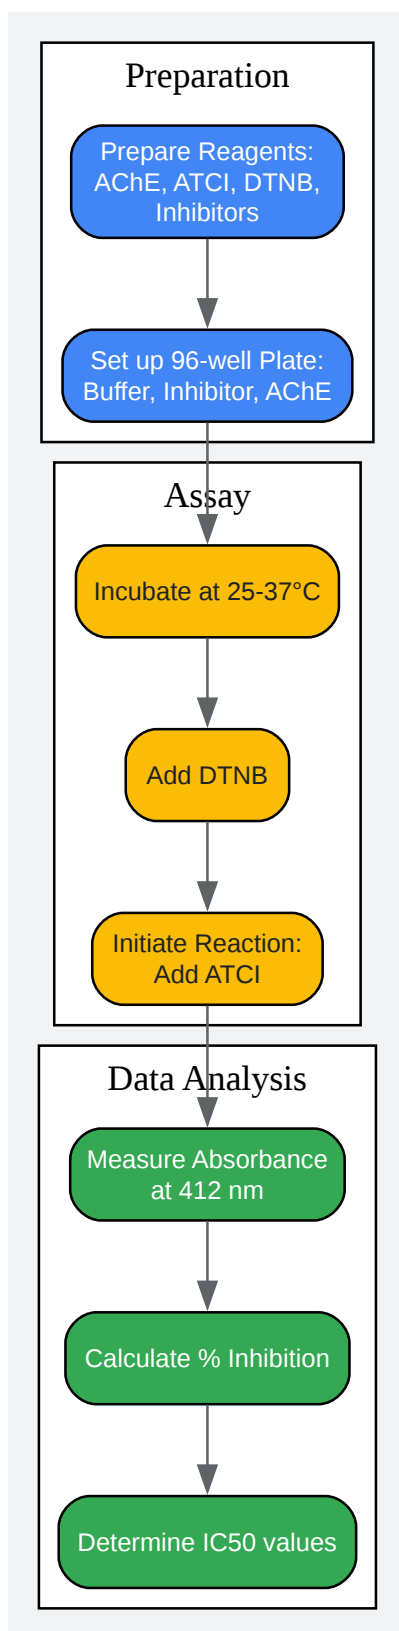 Preparation
Prepare Reagents:
AChE, ATCI, DTNB,
Inhibitors
Set up 96-well Plate:
Buffer, Inhibitor, AChE
Assay
Incubate at 25-37°C
Add DTNB
Initiate Reaction:
Add ATCI
Data Analysis
Measure Absorbance
at 412 nm
Calculate % Inhibition
Determine IC50 values